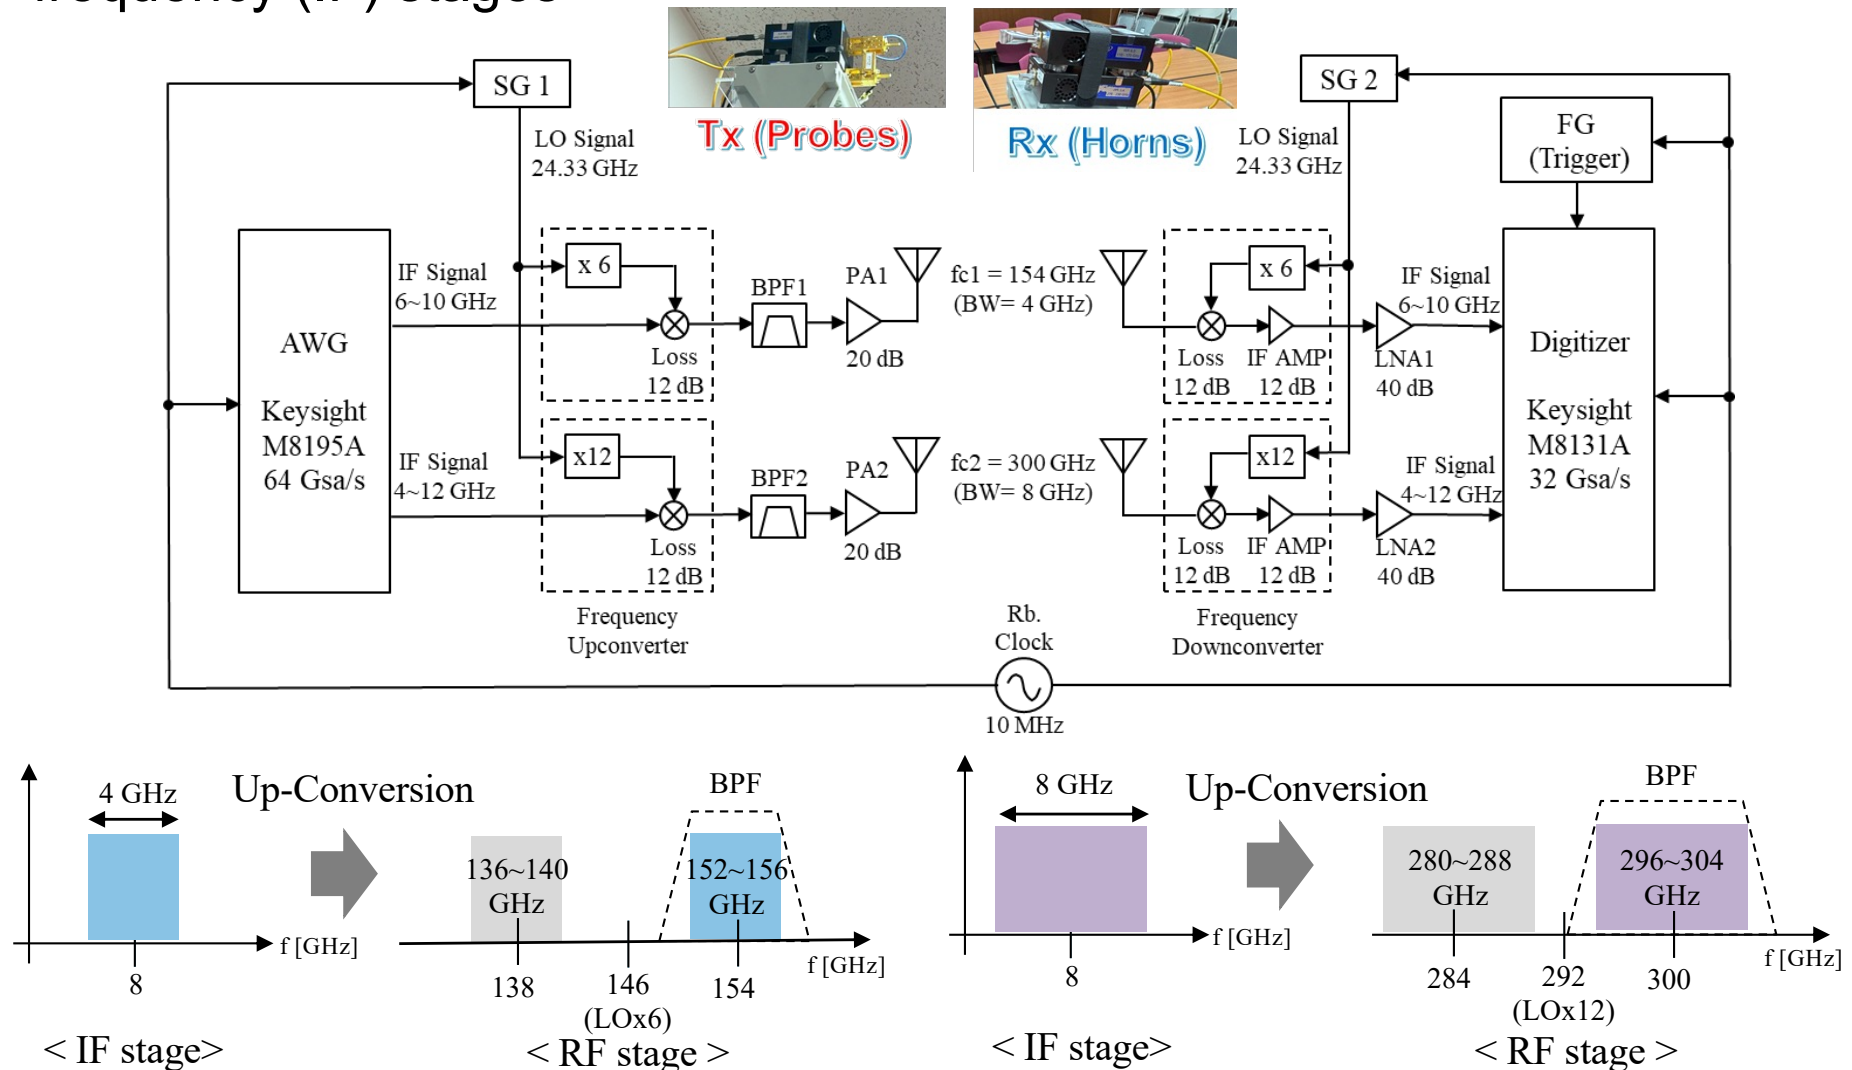 frequency (IF) stages
SG 1
SG 2
Tx (Probes)
Rx (Horns)
FG
(Trigger)
LO Signal
24.33 GHz
LO Signal
24.33 GHz
AWG
Keysight
M8195A
64 Gsa/s
IF Signal
6~10 GHz
x 6
Loss
12 dB
BPF1
PA1
20 dB
fc1 = 154 GHz
(BW= 4 GHz)
x 6
Loss
12 dB
IF AMP
12 dB
IF Signal
6~10 GHz
LNA1
40 dB
Digitizer
Keysight
M8131A
32 Gsa/s
IF Signal
4~12 GHz
x12
Loss
12 dB
BPF2
PA2
20 dB
fc2 = 300 GHz
(BW= 8 GHz)
x12
Loss
12 dB
IF AMP
12 dB
IF Signal
4~12 GHz
LNA2
40 dB
Frequency
Upconverter
Rb.
Clock
10 MHz
Frequency
Downconverter
4 GHz
Up-Conversion
BPF
136~140
GHz
152~156
GHz
f [GHz]
8
138
146
(LOx6)
154
f [GHz]
< IF stage>
< RF stage >
8 GHz
Up-Conversion
BPF
280~288
GHz
296~304
GHz
f [GHz]
8
284
292
(LOx12)
300
f [GHz]
< IF stage>
< RF stage >